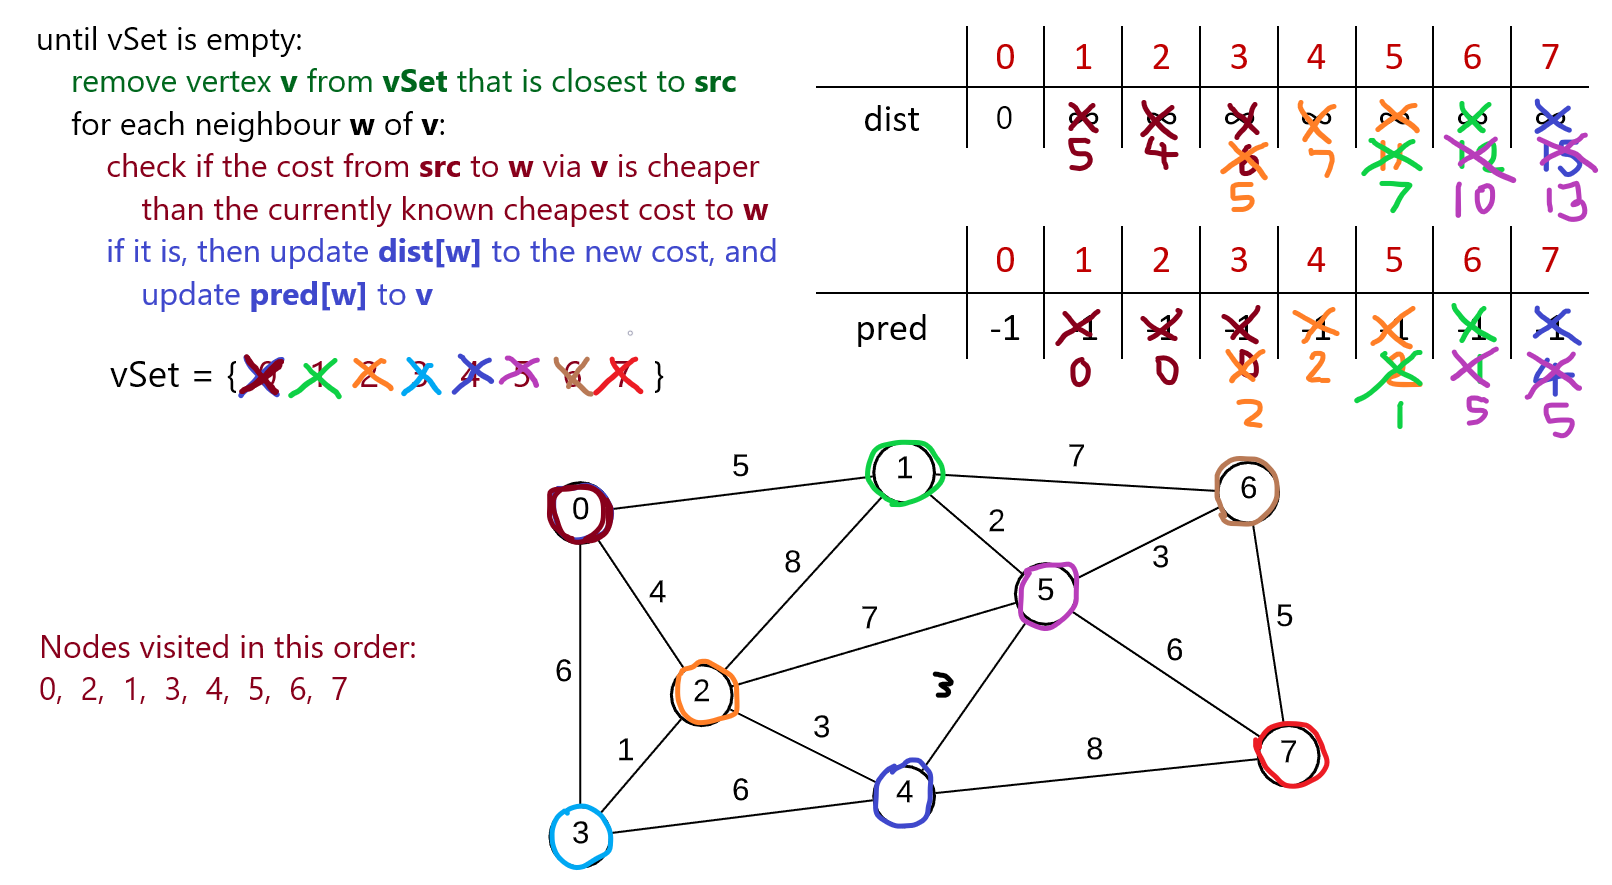 until vSet is empty:
remove vertex v from vSet that is closest to src
for each neighbour w of v:
check if the cost from src to w via v is cheaper
than the currently known cheapest cost to w
if it is, then update dist[w] to the new cost, and
update pred[w] to v
vSet = {0 1 2 3 4 5 6 7 }
0 1 2 3 4 5 6 7
dist 0 ∞ ∞ ∞ ∞ ∞ ∞ ∞
5 4 6 7 11 12 15
5 7 10 13
0 1 2 3 4 5 6 7
pred -1 -1 -1 -1 -1 -1 -1 -1
0 0 0 2 2 1 4
2 1 5 5
5 1 7
0 6
2
8 5 3
4
7 5
6 6
2
3 3
1 8 7
6 4
3
Nodes visited in this order:
0, 2, 1, 3, 4, 5, 6, 7